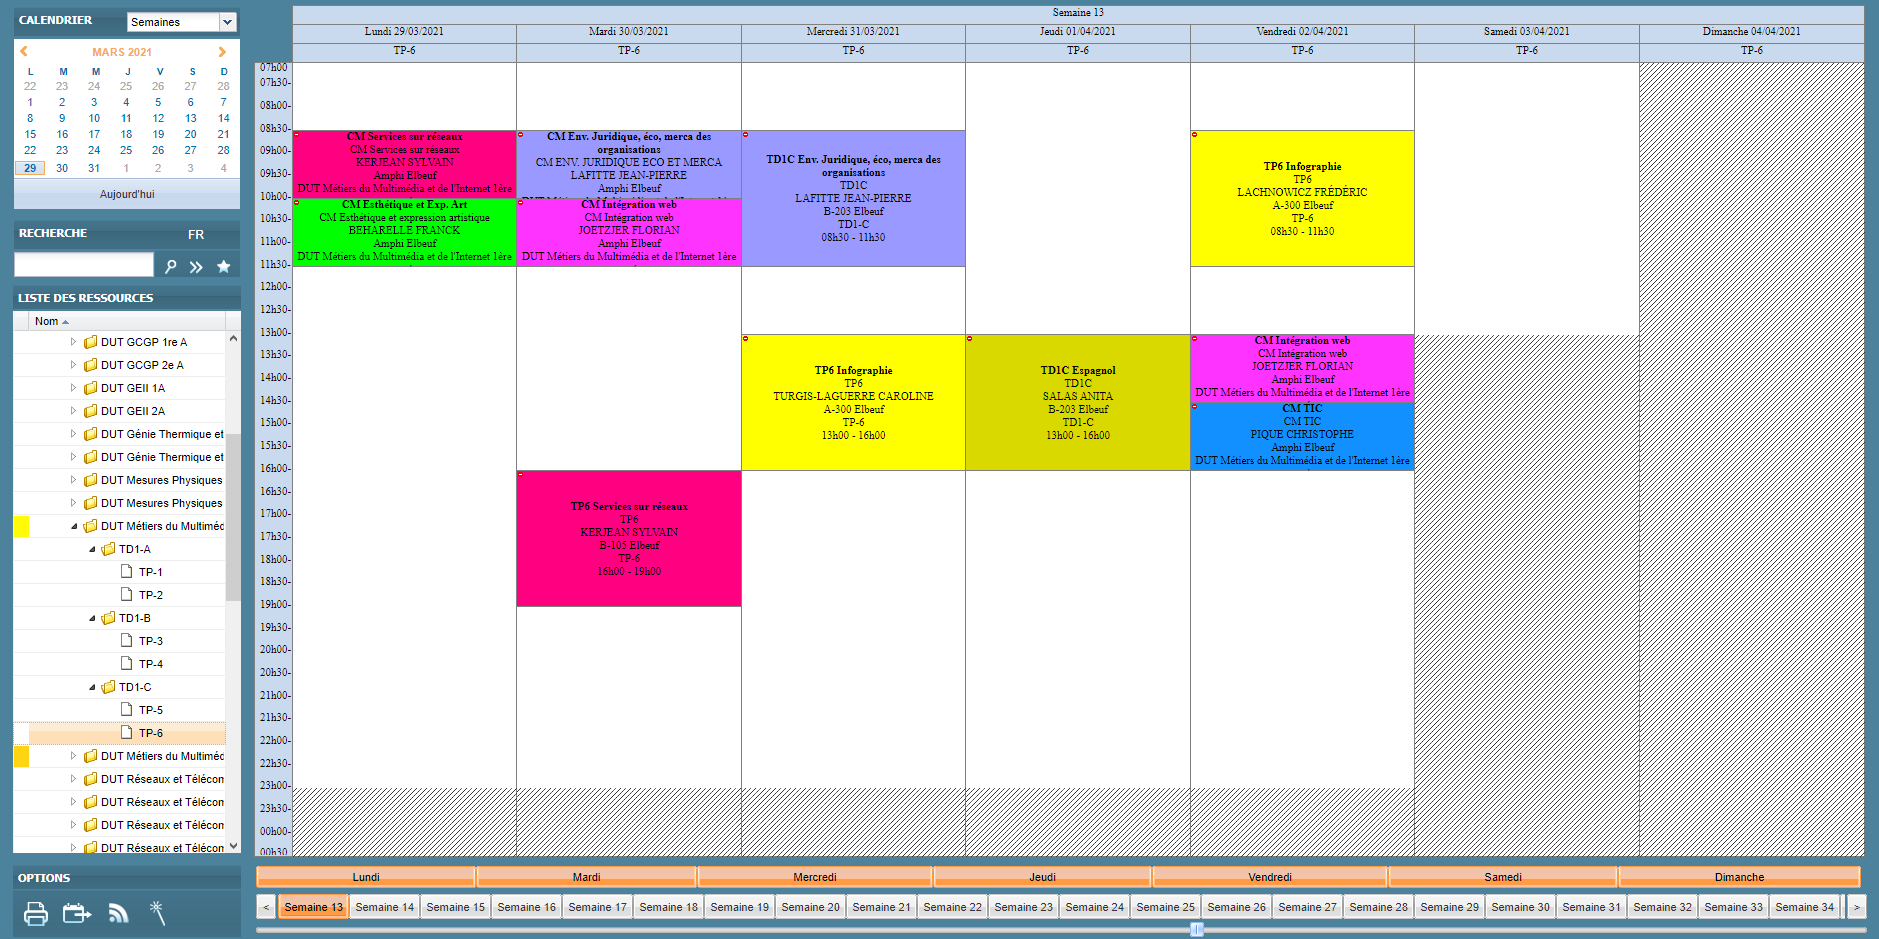 CALENDRIER
Semaines
MARS 2021
L M M J V S D
22 23 24 25 26 27 28
1 2 3 4 5 6 7
8 9 10 11 12 13 14
15 16 17 18 19 20 21
22 23 24 25 26 27 28
29 30 31 1 2 3 4
Aujourd'hui
RECHERCHE FR
LISTE DES RESSOURCES
Nom
DUT GCGP 1re A
DUT GCGP 2e A
DUT GEII 1A
DUT GEII 2A
DUT Génie Thermique et
DUT Génie Thermique et
DUT Mesures Physiques
DUT Mesures Physiques
DUT Métiers du Multiméd
TD1-A
TP-1
TP-2
TD1-B
TP-3
TP-4
TD1-C
TP-5
TP-6
DUT Métiers du Multiméd
DUT Réseaux et Télécom
DUT Réseaux et Télécom
DUT Réseaux et Télécom
DUT Réseaux et Télécom
OPTIONS
Semaine 13
Lundi 29/03/2021 Mardi 30/03/2021 Mercredi 31/03/2021 Jeudi 01/04/2021 Vendredi 02/04/2021 Samedi 03/04/2021 Dimanche 04/04/2021
TP-6 TP-6 TP-6 TP-6 TP-6 TP-6 TP-6
07h00
07h30-
08h00-
08h30-
09h00-
09h30-
10h00-
10h30-
11h00-
11h30-
12h00-
12h30-
13h00-
13h30-
14h00-
14h30-
15h00-
15h30-
16h00-
16h30-
17h00-
17h30-
18h00-
18h30-
19h00-
19h30-
20h00-
20h30-
21h00-
21h30-
22h00-
22h30-
23h00-
23h30-
00h00-
00h30
CM Services sur réseaux
CM Services sur réseaux
KERJEAN SYLVAIN
Amphi Elbeuf
DUT Métiers du Multimédia et de l'Internet 1ère
CM Esthétique et Exp. Art
CM Esthétique et expression artistique
BEHARELLE FRANCK
Amphi Elbeuf
DUT Métiers du Multimédia et de l'Internet 1ère
CM Env. Juridique, éco, merca des
organisations
CM ENV. JURIDIQUE ECO ET MERCA
LAFITTE JEAN-PIERRE
Amphi Elbeuf
CM Intégration web
CM Intégration web
JOETZJER FLORIAN
Amphi Elbeuf
DUT Métiers du Multimédia et de l'Internet 1ère
TP6 Services sur réseaux
TP6
KERJEAN SYLVAIN
B-105 Elbeuf
TP-6
16h00 - 19h00
TD1C Env. Juridique, éco, merca des
organisations
TD1C
LAFITTE JEAN-PIERRE
B-203 Elbeuf
TD1-C
08h30 - 11h30
TP6 Infographie
TP6
TURGIS-LAGUERRE CAROLINE
A-300 Elbeuf
TP-6
13h00 - 16h00
TD1C Espagnol
TD1C
SALAS ANITA
B-203 Elbeuf
TD1-C
13h00 - 16h00
TP6 Infographie
TP6
LACHNOWICZ FRÉDÉRIC
A-300 Elbeuf
TP-6
08h30 - 11h30
CM Intégration web
CM Intégration web
JOETZJER FLORIAN
Amphi Elbeuf
DUT Métiers du Multimédia et de l'Internet 1ère
CM TIC
CM TIC
PIQUE CHRISTOPHE
Amphi Elbeuf
DUT Métiers du Multimédia et de l'Internet 1ère
Lundi Mardi Mercredi Jeudi Vendredi Samedi Dimanche
< Semaine 13 Semaine 14 Semaine 15 Semaine 16 Semaine 17 Semaine 18 Semaine 19 Semaine 20 Semaine 21 Semaine 22 Semaine 23 Semaine 24 Semaine 25 Semaine 26 Semaine 27 Semaine 28 Semaine 29 Semaine 30 Semaine 31 Semaine 32 Semaine 33 Semaine 34 >